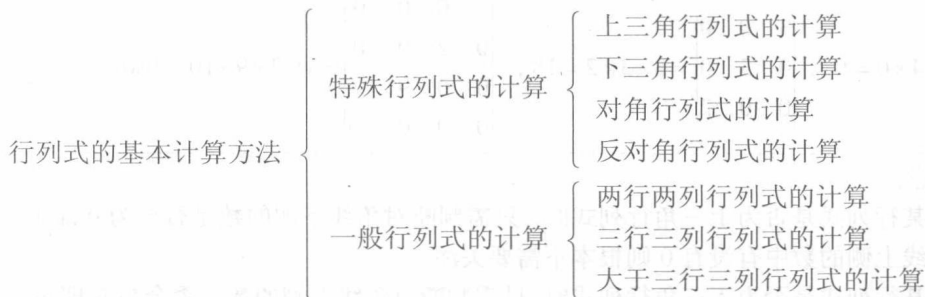 上三角行列式的计算
下三角行列式的计算
特殊行列式的计算
对角行列式的计算
反对角行列式的计算
行列式的基本计算方法
两行两列行列式的计算
一般行列式的计算
三行三列行列式的计算
大于三行三列行列式的计算